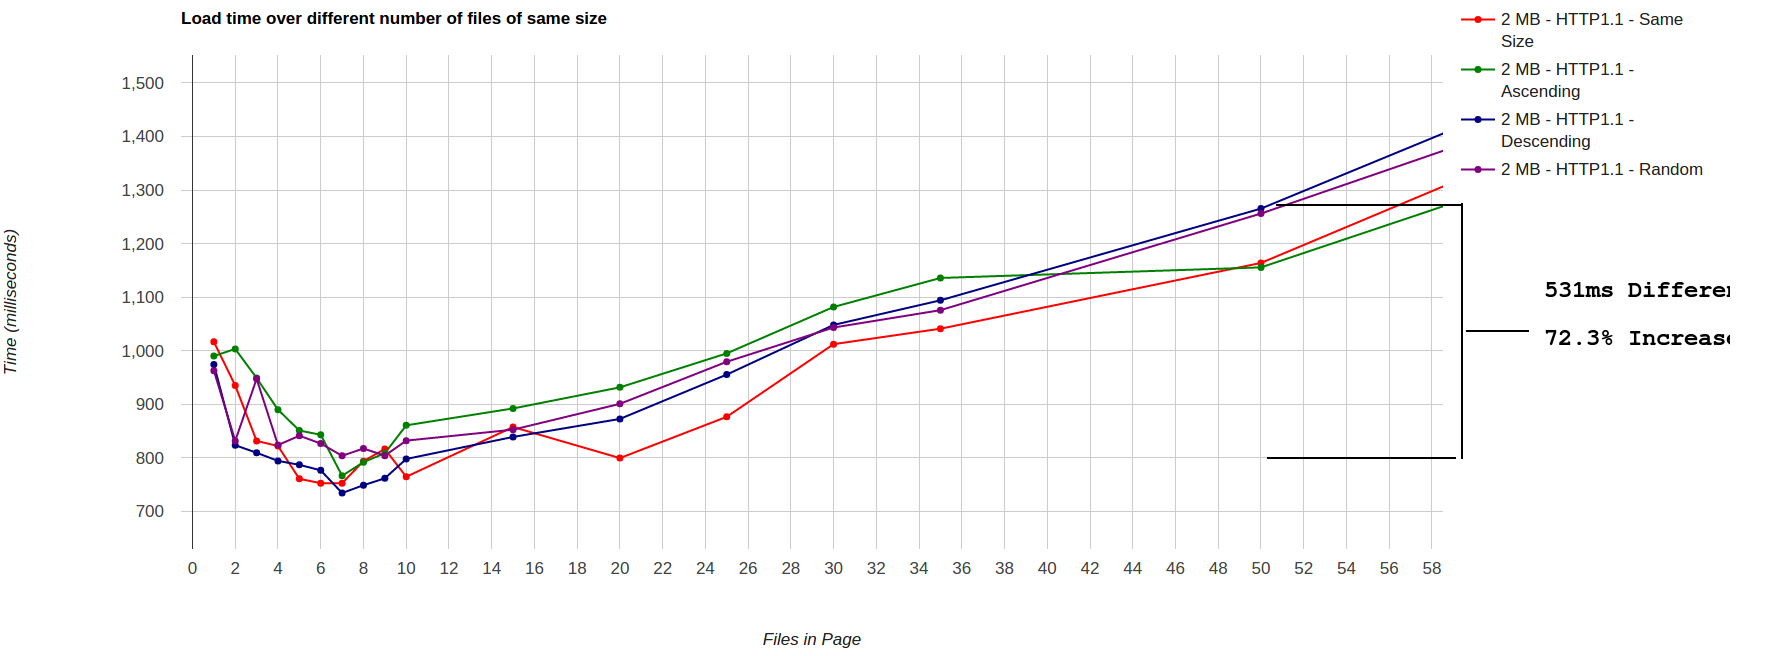 Load time over different number of files of same size
2 MB - HTTP1.1 - Same
Size
2 MB - HTTP1.1 -
Ascending
2 MB - HTTP1.1 -
Descending
2 MB - HTTP1.1 - Random
Time (milliseconds)
1,500
1,400
1,300
1,200
1,100
1,000
900
800
700
531ms
72.3%
0 2 4 6 8 10 12 14 16 18 20 22 24 26 28 30 32 34 36 38 40 42 44 46 48 50 52 54 56 58
Files in Page